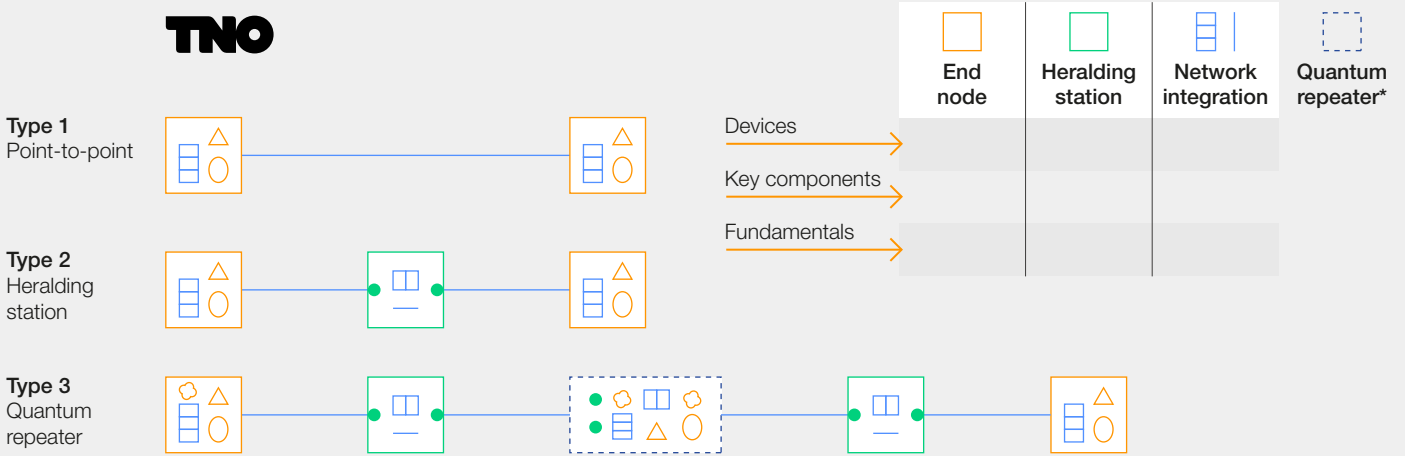 TNO
End
node
Heralding
station
Network
integration
Quantum
repeater*
Type 1
Point-to-point
Devices
Key components
Fundamentals
Type 2
Heralding
station
Type 3
Quantum
repeater